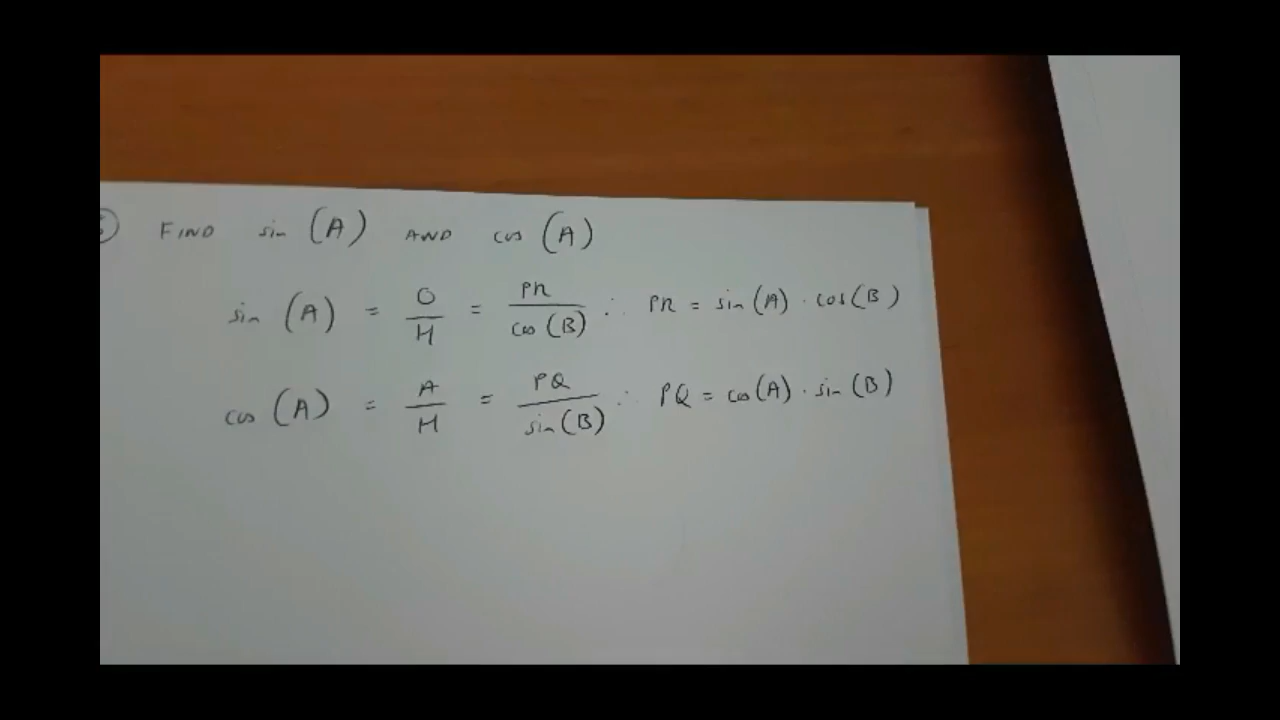 FIND sin (A) AND cos (A)
sin (A) = O/H = PR/cos (B) ∴ PR = sin(A) · cos(B)
cos (A) = A/H = PQ/sin(B) ∴ PQ = cos(A) · sin(B)